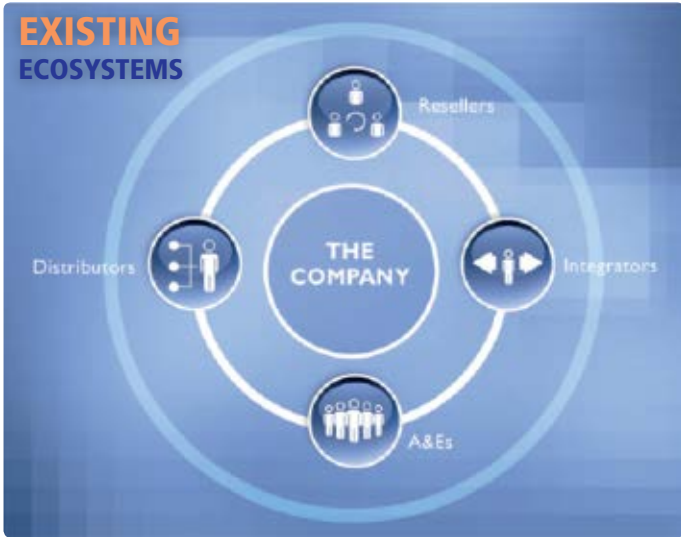 EXISTING
ECOSYSTEMS
Resellers
Distributors
THE
COMPANY
Integrators
A&Es